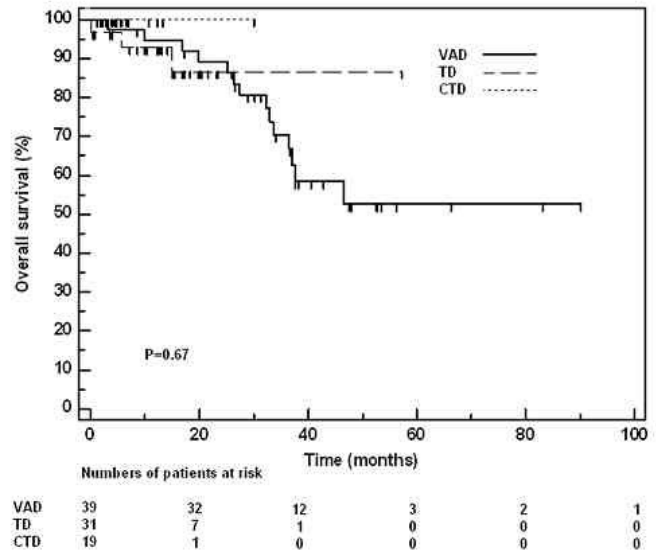 100
90
80
70
60
50
40
30
20
10
0
Overall survival (%)
VAD
TD
CTD
P=0.67
0 20 40 60 80 100
Time (months)
Numbers of patients at risk
VAD 39 32 12 3 2 1
TD 31 7 1 0 0 0
CTD 19 1 0 0 0 0